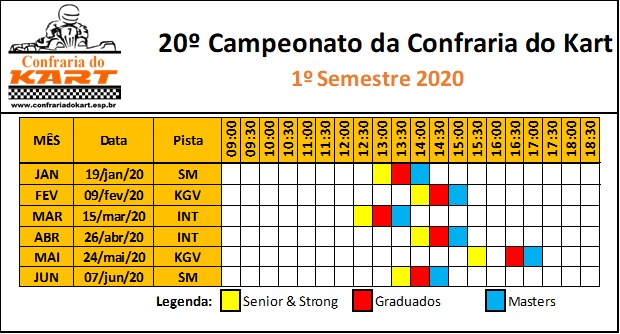 Confraria do
KART
www.confrariadokart.esp.br
20º Campeonato da Confraria do Kart
1º Semestre 2020
MÊS Data Pista 09:00 09:30 10:00 10:30 11:00 11:30 12:00 12:30 13:00 13:30 14:00 14:30 15:00 15:30 16:00 16:30 17:00 17:30 18:00 18:30
JAN 19/jan/20 SM
FEV 09/fev/20 KGV
MAR 15/mar/20 INT
ABR 26/abr/20 INT
MAI 24/mai/20 KGV
JUN 07/jun/20 SM
Legenda: Senior & Strong Graduados Masters